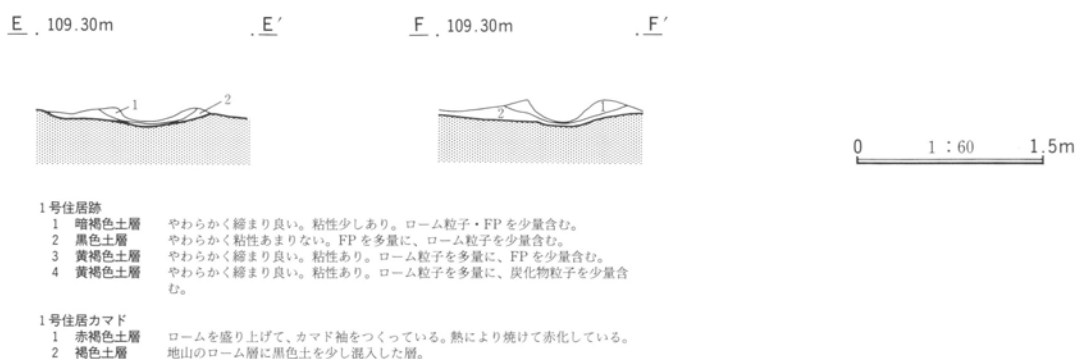 E . 109.30m . E′ F . 109.30m . F′
1 2 2 1
0 1：60 1.5m
1号住居跡
1 暗褐色土層 やわらかく締まり良い。粘性少しあり。ローム粒子・FPを少量含む。
2 黒色土層 やわらかく粘性あまりない。FPを多量に、ローム粒子を少量含む。
3 黄褐色土層 やわらかく締まり良い。粘性あり。ローム粒子を多量に、FPを少量含む。
4 黄褐色土層 やわらかく締まり良い。粘性あり。ローム粒子を多量に、炭化物粒子を少量含
む。
1号住居カマド
1 赤褐色土層 ロームを盛り上げて、カマド袖をつくっている。熱により焼けて赤化している。
2 褐色土層 地山のローム層に黒色土を少し混入した層。